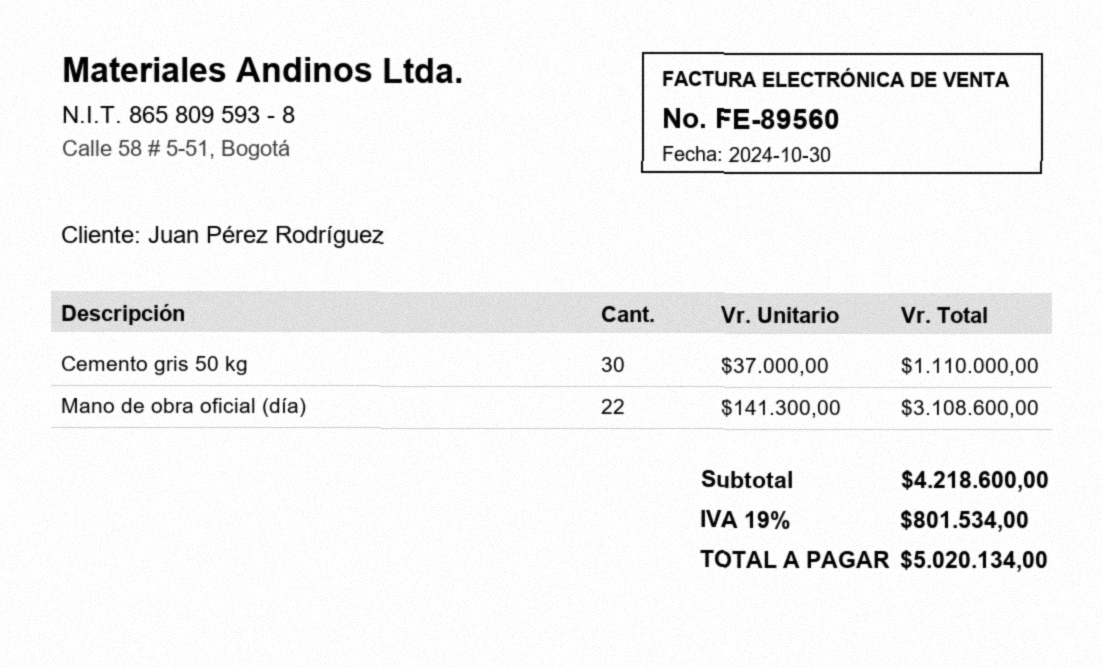 Materiales Andinos Ltda.
N.I.T. 865 809 593 - 8
Calle 58 # 5-51, Bogotá
FACTURA ELECTRÓNICA DE VENTA
No. FE-89560
Fecha: 2024-10-30
Cliente: Juan Pérez Rodríguez
Descripción Cant. Vr. Unitario Vr. Total
Cemento gris 50 kg 30 $37.000,00 $1.110.000,00
Mano de obra oficial (día) 22 $141.300,00 $3.108.600,00
Subtotal $4.218.600,00
IVA 19% $801.534,00
TOTAL A PAGAR $5.020.134,00